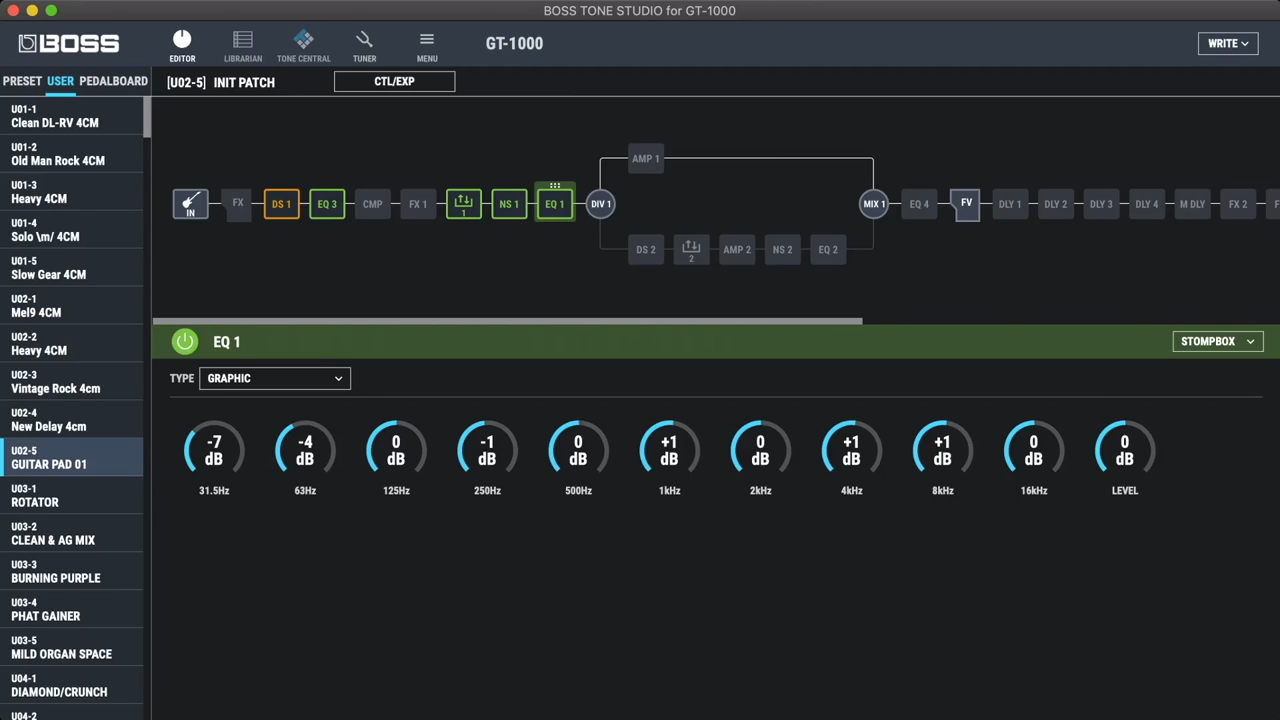 BOSS TONE STUDIO for GT-1000
BOSS
EDITOR
LIBRARIAN
TONE CENTRAL
TUNER
MENU
GT-1000
WRITE
PRESET USER PEDALBOARD
[U02-5] INIT PATCH
CTL/EXP
U01-1
Clean DL-RV 4CM
U01-2
Old Man Rock 4CM
U01-3
Heavy 4CM
U01-4
Solo \m/ 4CM
U01-5
Slow Gear 4CM
U02-1
Mel9 4CM
U02-2
Heavy 4CM
U02-3
Vintage Rock 4cm
U02-4
New Delay 4cm
U02-5
GUITAR PAD 01
U03-1
ROTATOR
U03-2
CLEAN & AG MIX
U03-3
BURNING PURPLE
U03-4
PHAT GAINER
U03-5
MILD ORGAN SPACE
U04-1
DIAMOND/CRUNCH
U04-2
AMP 1
IN
FX
DS 1
EQ 3
CMP
FX 1
1
NS 1
EQ 1
DIV 1
MIX 1
EQ 4
FV
DLY 1
DLY 2
DLY 3
DLY 4
M DLY
FX 2
F
DS 2
2
AMP 2
NS 2
EQ 2
EQ 1
STOMPBOX
TYPE GRAPHIC
-7 dB
31.5Hz
-4 dB
63Hz
0 dB
125Hz
-1 dB
250Hz
0 dB
500Hz
+1 dB
1kHz
0 dB
2kHz
+1 dB
4kHz
+1 dB
8kHz
0 dB
16kHz
0 dB
LEVEL